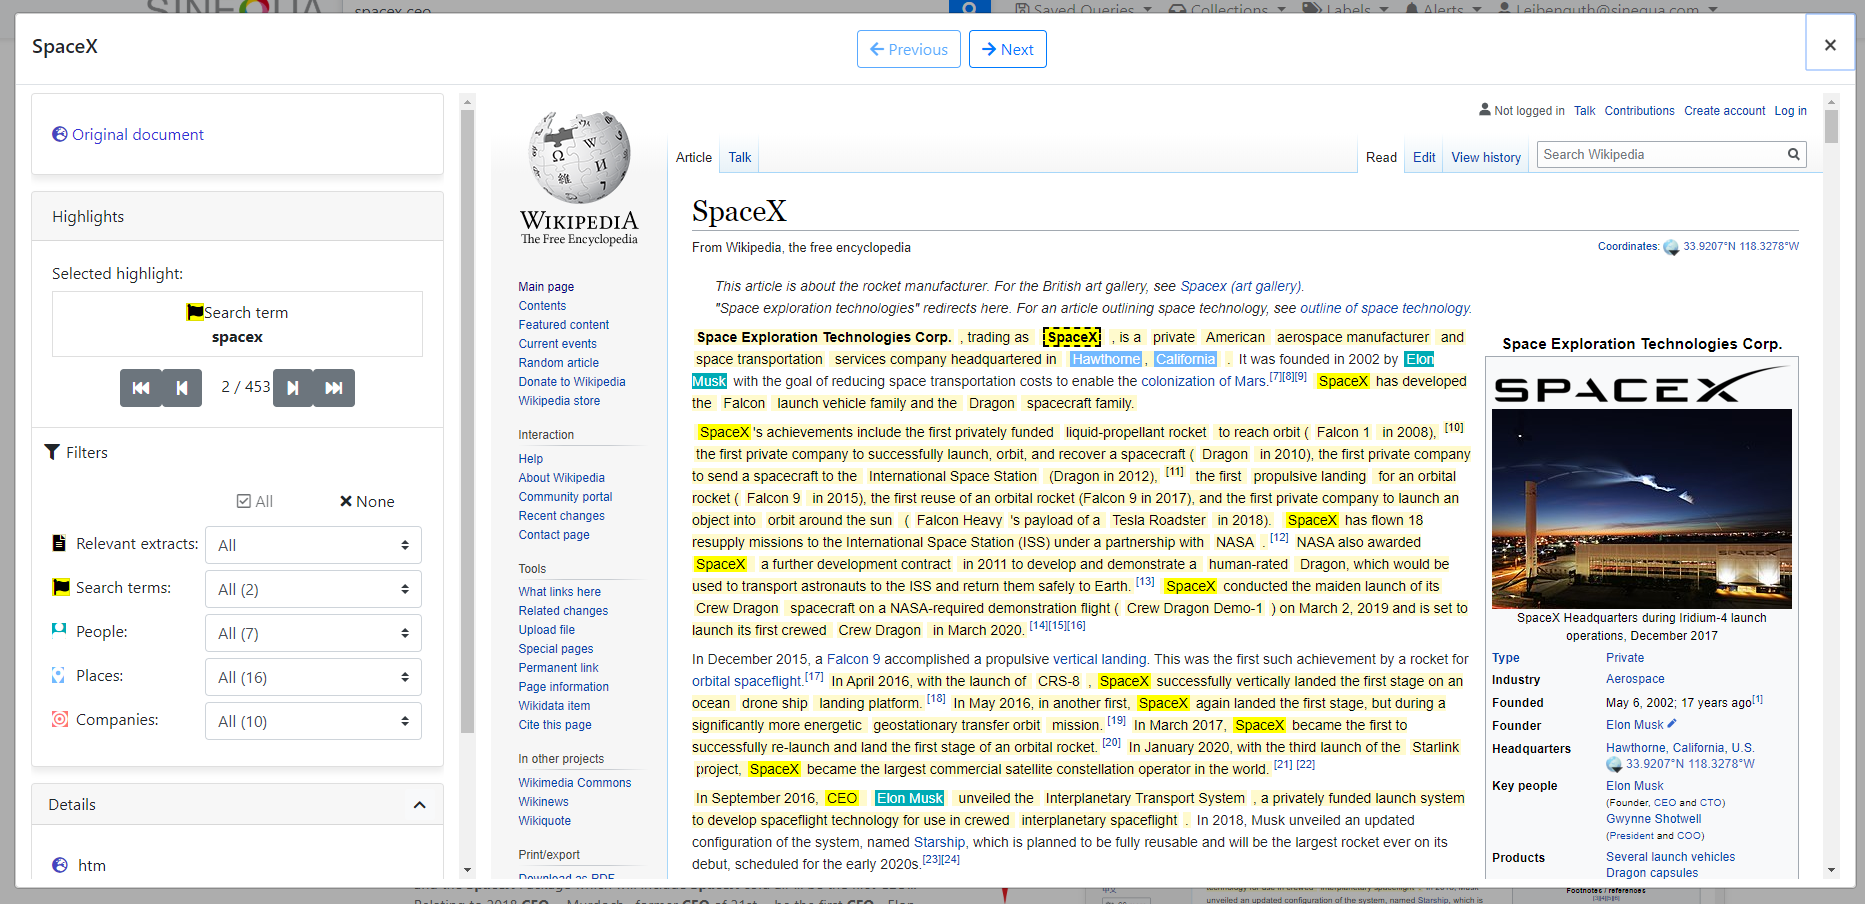 SINEQUA
spacex ceo
Saved Queries
Collections
Labels
Alerts
Leibenguth@sinequa.com
SpaceX
Previous
Next
×
Original document
Highlights
Selected highlight:
Search term
spacex
2 / 453
Filters
All
None
Relevant extracts: All
Search terms: All (2)
People: All (7)
Places: All (16)
Companies: All (10)
Details
htm
WIKIPEDIA
The Free Encyclopedia
Main page
Contents
Featured content
Current events
Random article
Donate to Wikipedia
Wikipedia store
Interaction
Help
About Wikipedia
Community portal
Recent changes
Contact page
Tools
What links here
Related changes
Upload file
Special pages
Permanent link
Page information
Wikidata item
Cite this page
In other projects
Wikimedia Commons
Wikinews
Wikiquote
Print/export
Download as PDF
Not logged in Talk Contributions Create account Log in
Article Talk
Read Edit View history
Search Wikipedia
SpaceX
From Wikipedia, the free encyclopedia
Coordinates: 33.9207°N 118.3278°W
This article is about the rocket manufacturer. For the British art gallery, see Spacex (art gallery).
"Space exploration technologies" redirects here. For an article outlining space technology, see outline of space technology.
Space Exploration Technologies Corp. , trading as SpaceX , is a private American aerospace manufacturer and
space transportation services company headquartered in Hawthorne , California . It was founded in 2002 by Elon
Musk with the goal of reducing space transportation costs to enable the colonization of Mars.[7][8][9] SpaceX has developed
the Falcon launch vehicle family and the Dragon spacecraft family.
SpaceX 's achievements include the first privately funded liquid-propellant rocket to reach orbit ( Falcon 1 in 2008), [10]
the first private company to successfully launch, orbit, and recover a spacecraft ( Dragon in 2010), the first private company
to send a spacecraft to the International Space Station (Dragon in 2012), [11] the first propulsive landing for an orbital
rocket ( Falcon 9 in 2015), the first reuse of an orbital rocket (Falcon 9 in 2017), and the first private company to launch an
object into orbit around the sun ( Falcon Heavy 's payload of a Tesla Roadster in 2018). SpaceX has flown 18
resupply missions to the International Space Station (ISS) under a partnership with NASA . [12] NASA also awarded
SpaceX a further development contract in 2011 to develop and demonstrate a human-rated Dragon, which would be
used to transport astronauts to the ISS and return them safely to Earth. [13] SpaceX conducted the maiden launch of its
Crew Dragon spacecraft on a NASA-required demonstration flight ( Crew Dragon Demo-1 ) on March 2, 2019 and is set to
launch its first crewed Crew Dragon in March 2020. [14][15][16]
In December 2015, a Falcon 9 accomplished a propulsive vertical landing. This was the first such achievement by a rocket for
orbital spaceflight.[17] In April 2016, with the launch of CRS-8 , SpaceX successfully vertically landed the first stage on an
ocean drone ship landing platform. [18] In May 2016, in another first, SpaceX again landed the first stage, but during a
significantly more energetic geostationary transfer orbit mission. [19] In March 2017, SpaceX became the first to
successfully re-launch and land the first stage of an orbital rocket. [20] In January 2020, with the third launch of the Starlink
project, SpaceX became the largest commercial satellite constellation operator in the world. [21] [22]
In September 2016, CEO Elon Musk unveiled the Interplanetary Transport System , a privately funded launch system
to develop spaceflight technology for use in crewed interplanetary spaceflight . In 2018, Musk unveiled an updated
configuration of the system, named Starship, which is planned to be fully reusable and will be the largest rocket ever on its
debut, scheduled for the early 2020s.[23][24]
Space Exploration Technologies Corp.
SPACEX
SPACEX
SpaceX Headquarters during Iridium-4 launch
operations, December 2017
Type Private
Industry Aerospace
Founded May 6, 2002; 17 years ago[1]
Founder Elon Musk
Headquarters Hawthorne, California, U.S.
33.9207°N 118.3278°W
Key people Elon Musk
(Founder, CEO and CTO)
Gwynne Shotwell
(President and COO)
Products Several launch vehicles
Dragon capsules